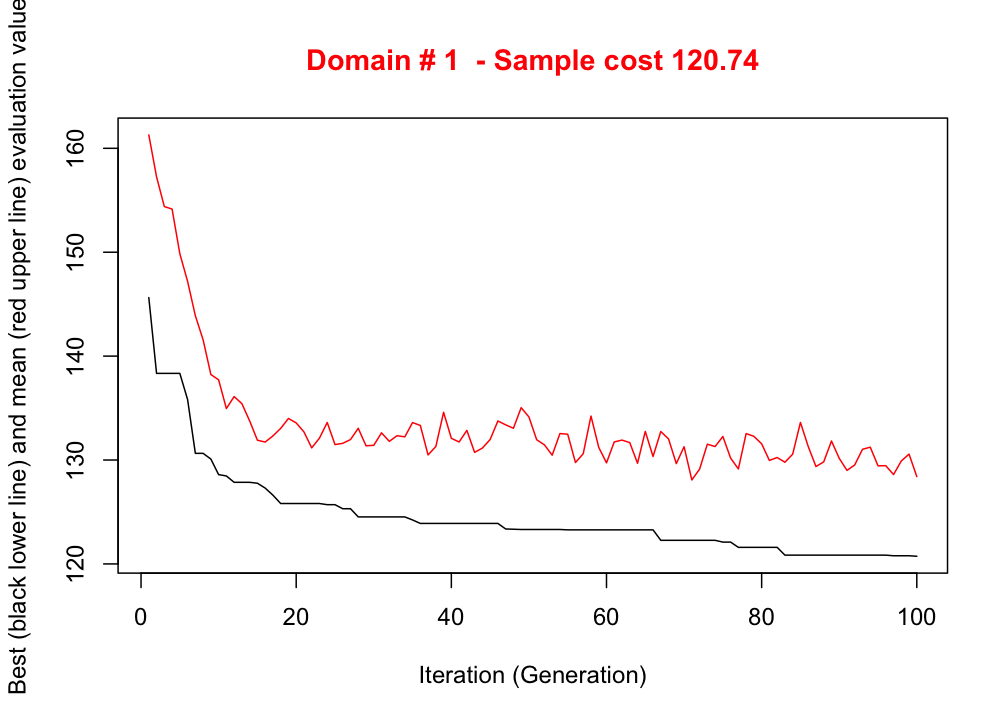 Domain # 1  - Sample cost 120.74
Best (black lower line) and mean (red upper line) evaluation value
160
150
140
130
120
0 20 40 60 80 100
Iteration (Generation)